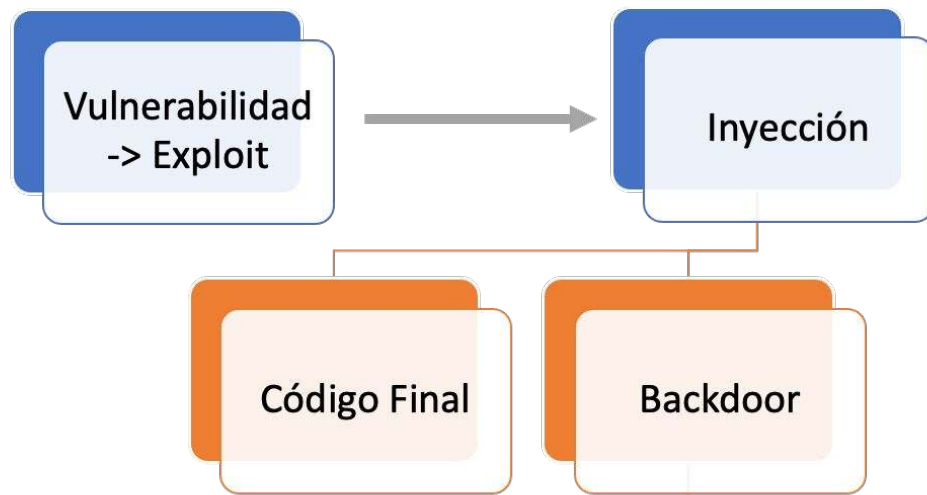 Vulnerabilidad
-> Exploit
Inyección
Código Final
Backdoor